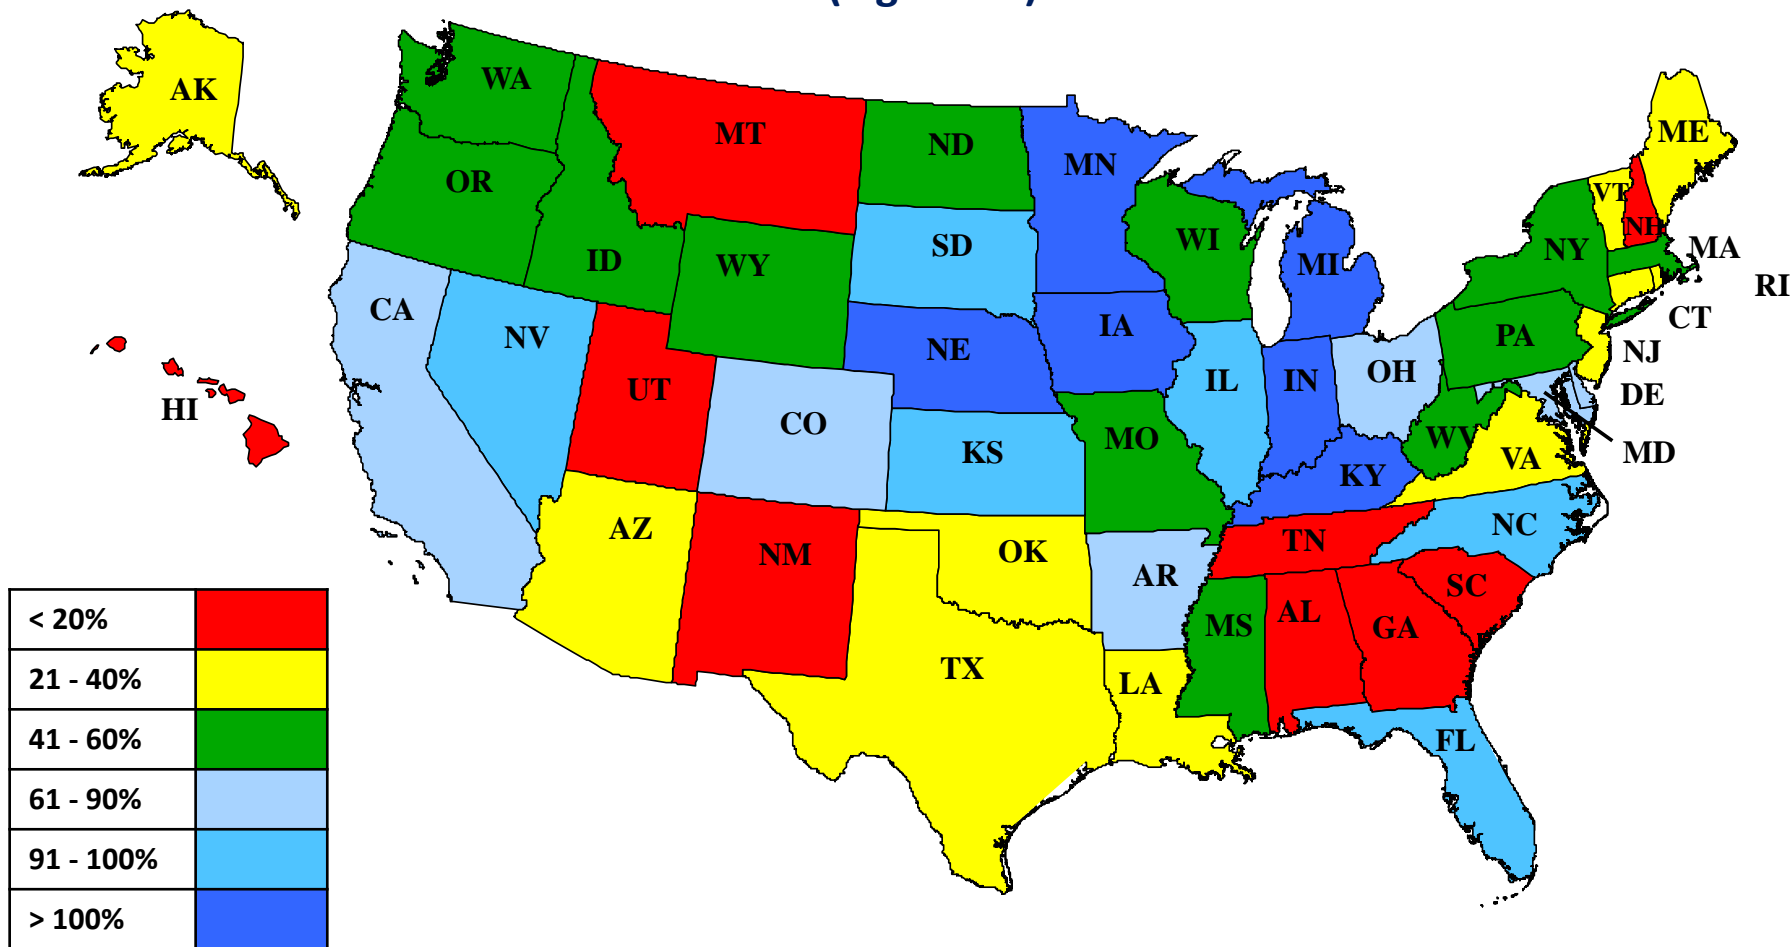 AK
WA
MT
ND
MN
ME
OR
VT
NH
ID
WY
SD
WI
MI
NY
MA
RI
CA
NV
NE
IA
PA
CT
NJ
UT
CO
IL
IN
OH
DE
HI
KS
MO
WV
VA
MD
KY
AZ
NM
OK
AR
TN
NC
SC
MS
AL
GA
TX
LA
FL
< 20%
21 - 40%
41 - 60%
61 - 90%
91 - 100%
> 100%